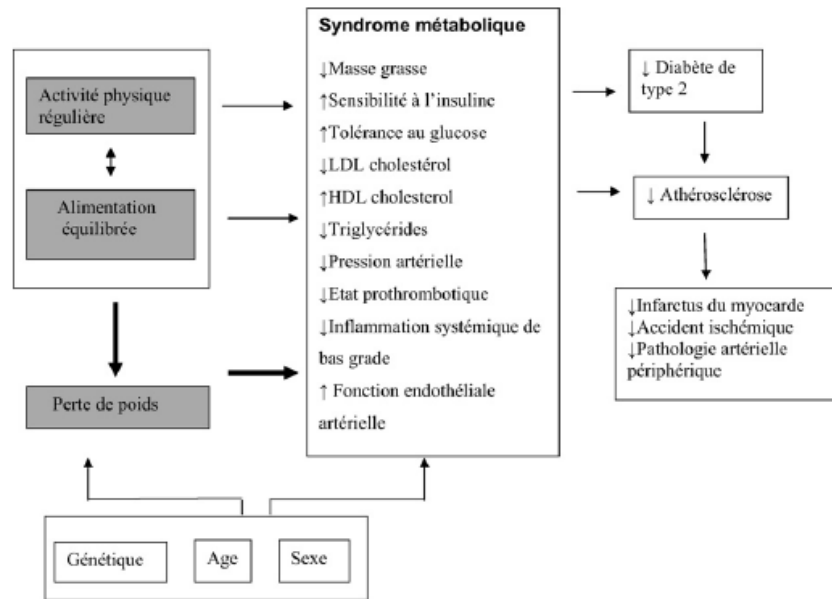 Activité physique
régulière
Alimentation
équilibrée
Perte de poids
Syndrome métabolique
↓Masse grasse
↑Sensibilité à l'insuline
↑Tolérance au glucose
↓LDL cholestérol
↑HDL cholesterol
↓Triglycérides
↓Pression artérielle
↓Etat prothrombotique
↓Inflammation systémique de
bas grade
↑ Fonction endothéliale
artérielle
↓ Diabète de
type 2
↓ Athérosclérose
↓Infarctus du myocarde
↓Accident ischémique
↓Pathologie artérielle
périphérique
Génétique
Age
Sexe